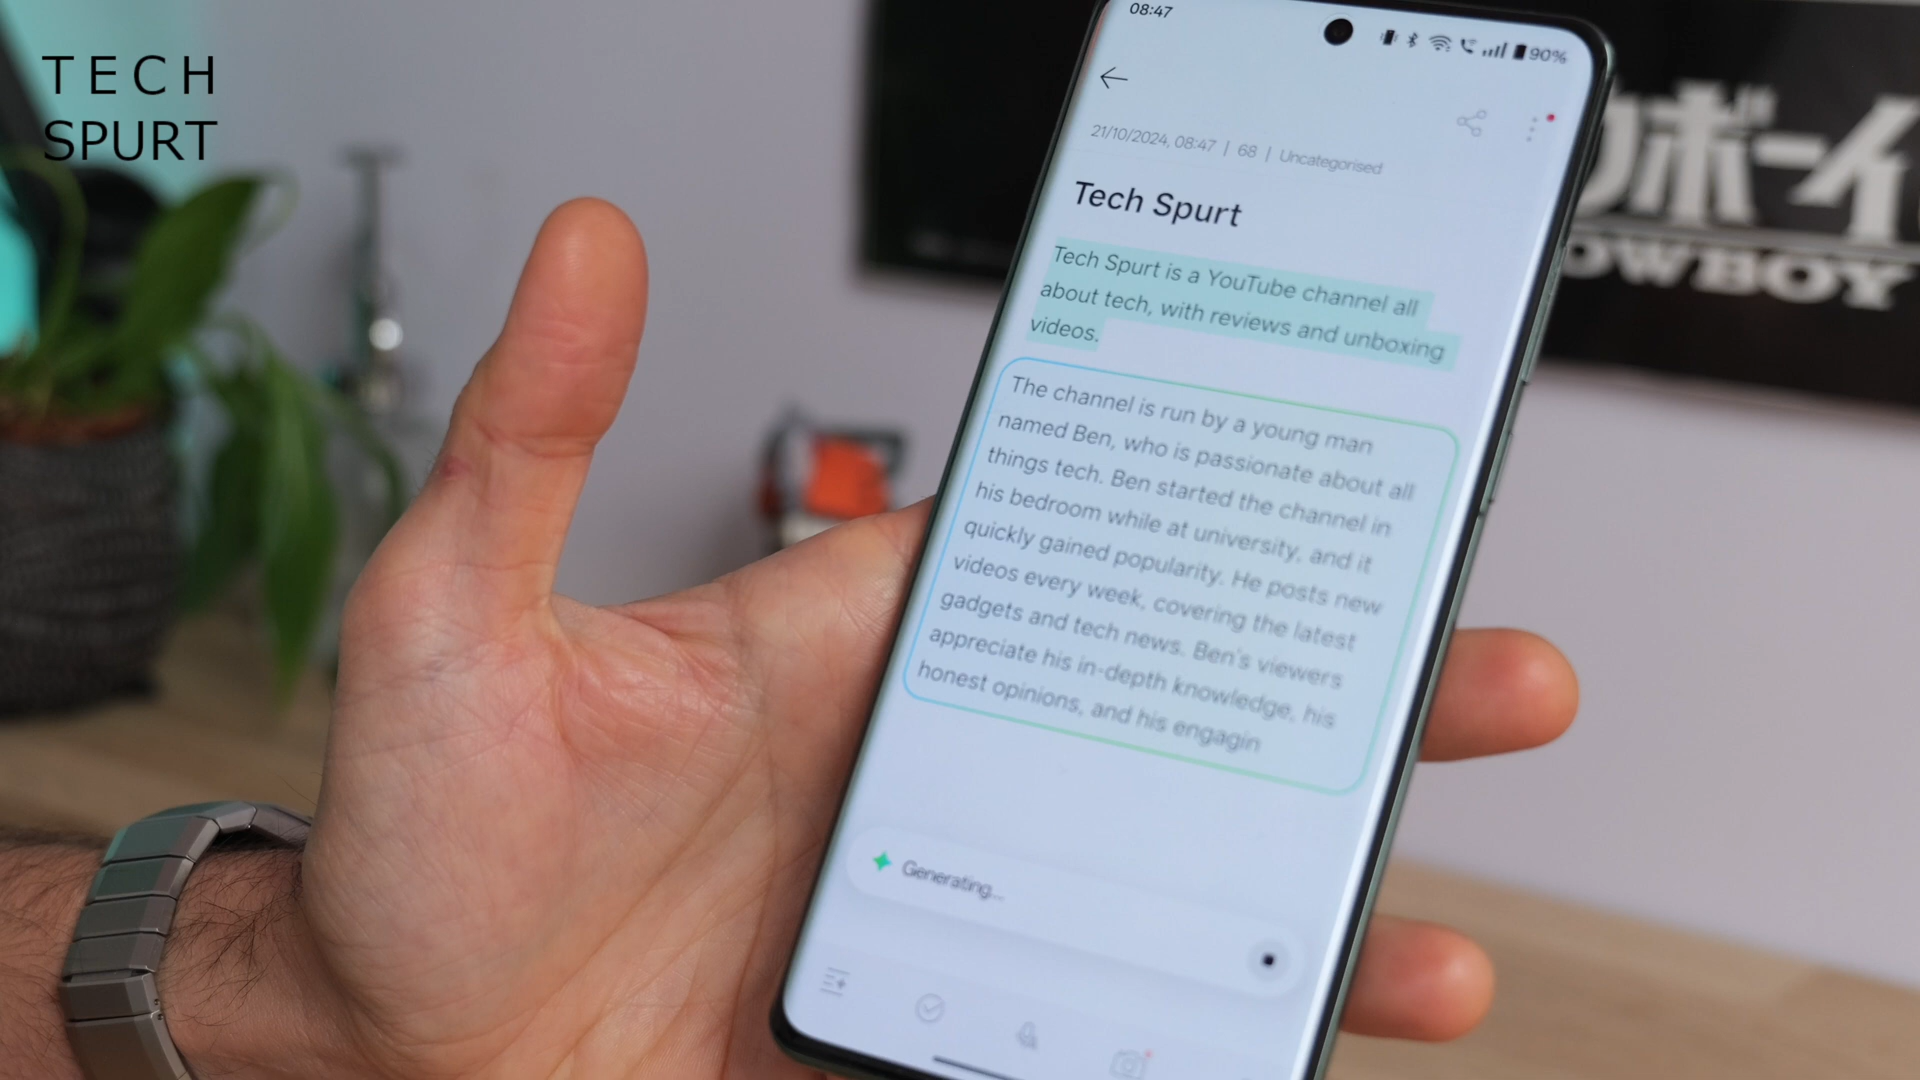 TECH
SPURT
08:47
90%
21/10/2024, 08:47 | 68 | Uncategorised
Tech Spurt
Tech Spurt is a YouTube channel all
about tech, with reviews and unboxing
videos.
The channel is run by a young man
named Ben, who is passionate about all
things tech. Ben started the channel in
his bedroom while at university, and it
quickly gained popularity. He posts new
videos every week, covering the latest
gadgets and tech news. Ben's viewers
appreciate his in-depth knowledge, his
honest opinions, and his engagin
Generating...
ボーイ
OWBOY